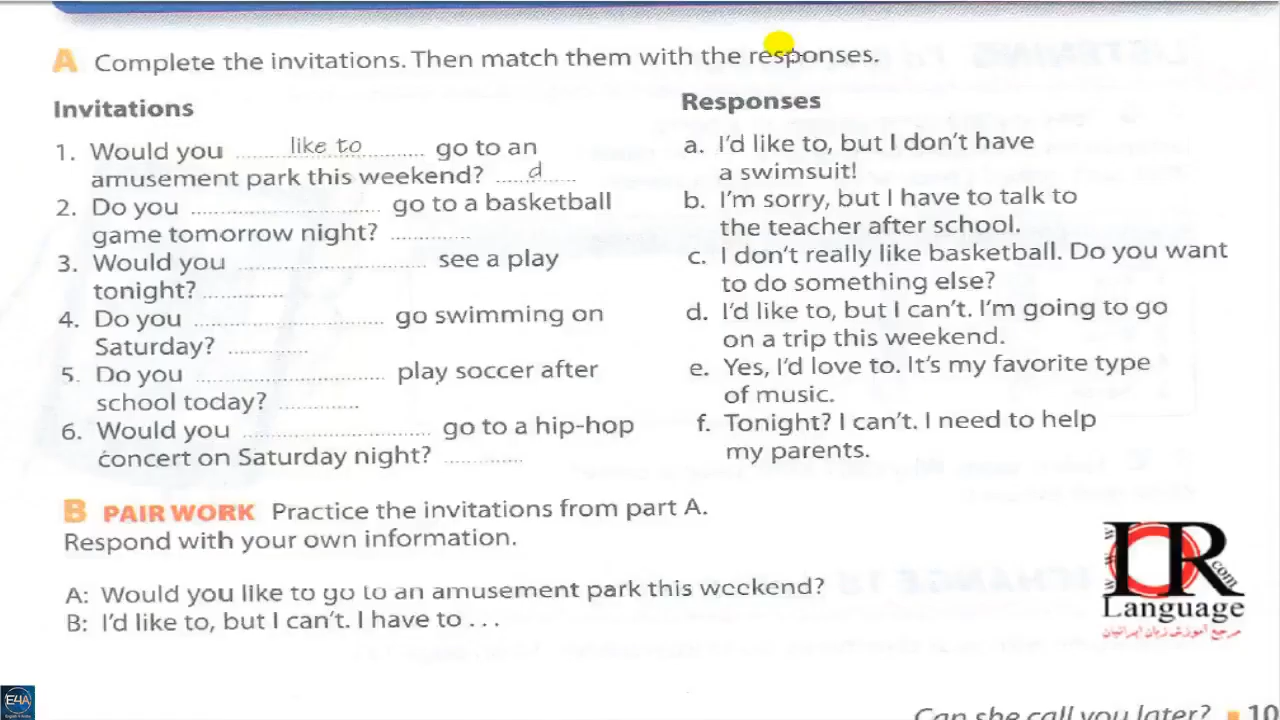 A Complete the invitations. Then match them with the responses.
Invitations
1. Would you like to go to an
amusement park this weekend? d
2. Do you ........ go to a basketball
game tomorrow night? ........
3. Would you ........ see a play
tonight? ........
4. Do you ........ go swimming on
Saturday? ........
5. Do you ........ play soccer after
school today? ........
6. Would you ........ go to a hip-hop
concert on Saturday night? ........
Responses
a. I'd like to, but I don't have
a swimsuit!
b. I'm sorry, but I have to talk to
the teacher after school.
c. I don't really like basketball. Do you want
to do something else?
d. I'd like to, but I can't. I'm going to go
on a trip this weekend.
e. Yes, I'd love to. It's my favorite type
of music.
f. Tonight? I can't. I need to help
my parents.
B PAIR WORK Practice the invitations from part A.
Respond with your own information.
A: Would you like to go to an amusement park this weekend?
B: I'd like to, but I can't. I have to . . .
IR
.com
Language
مرجع آموزش زبان ایرانیان
E4A
Can she call you later? 10